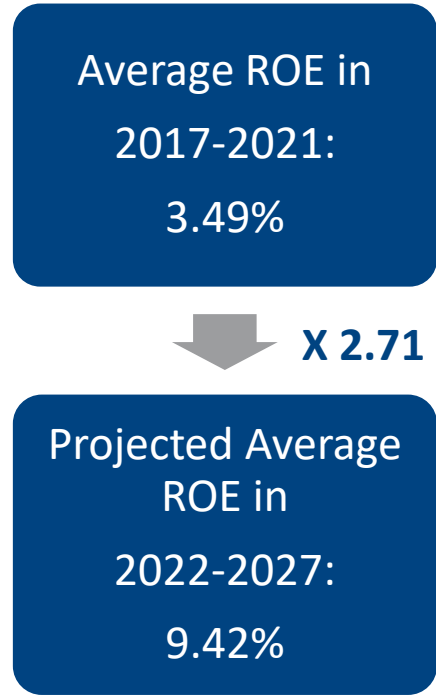 Average ROE in
2017-2021:
3.49%
X 2.71
Projected Average
ROE in
2022-2027:
9.42%